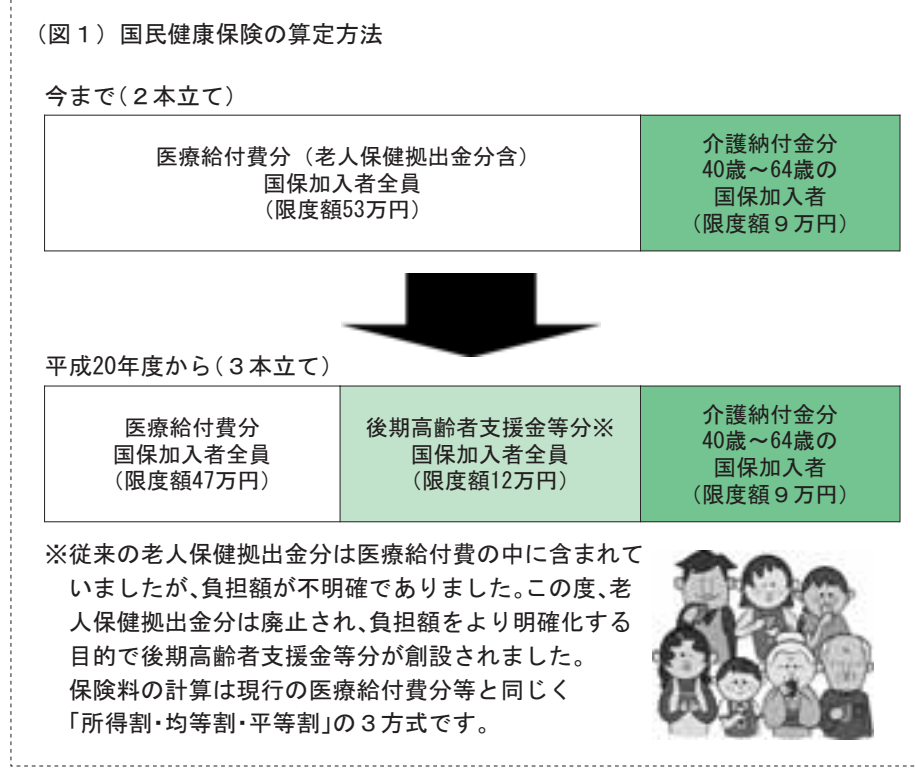 （図１）国民健康保険の算定方法
今まで（２本立て）
医療給付費分（老人保健拠出金分含）
国保加入者全員
（限度額53万円）
介護納付金分
40歳～64歳の
国保加入者
（限度額９万円）
平成20年度から（３本立て）
医療給付費分
国保加入者全員
（限度額47万円）
後期高齢者支援金等分※
国保加入者全員
（限度額12万円）
介護納付金分
40歳～64歳の
国保加入者
（限度額９万円）
※従来の老人保健拠出金分は医療給付費の中に含まれて
いましたが、負担額が不明確でありました。この度、老
人保健拠出金分は廃止され、負担額をより明確化する
目的で後期高齢者支援金等分が創設されました。
保険料の計算は現行の医療給付費分等と同じく
「所得割・均等割・平等割」の３方式です。